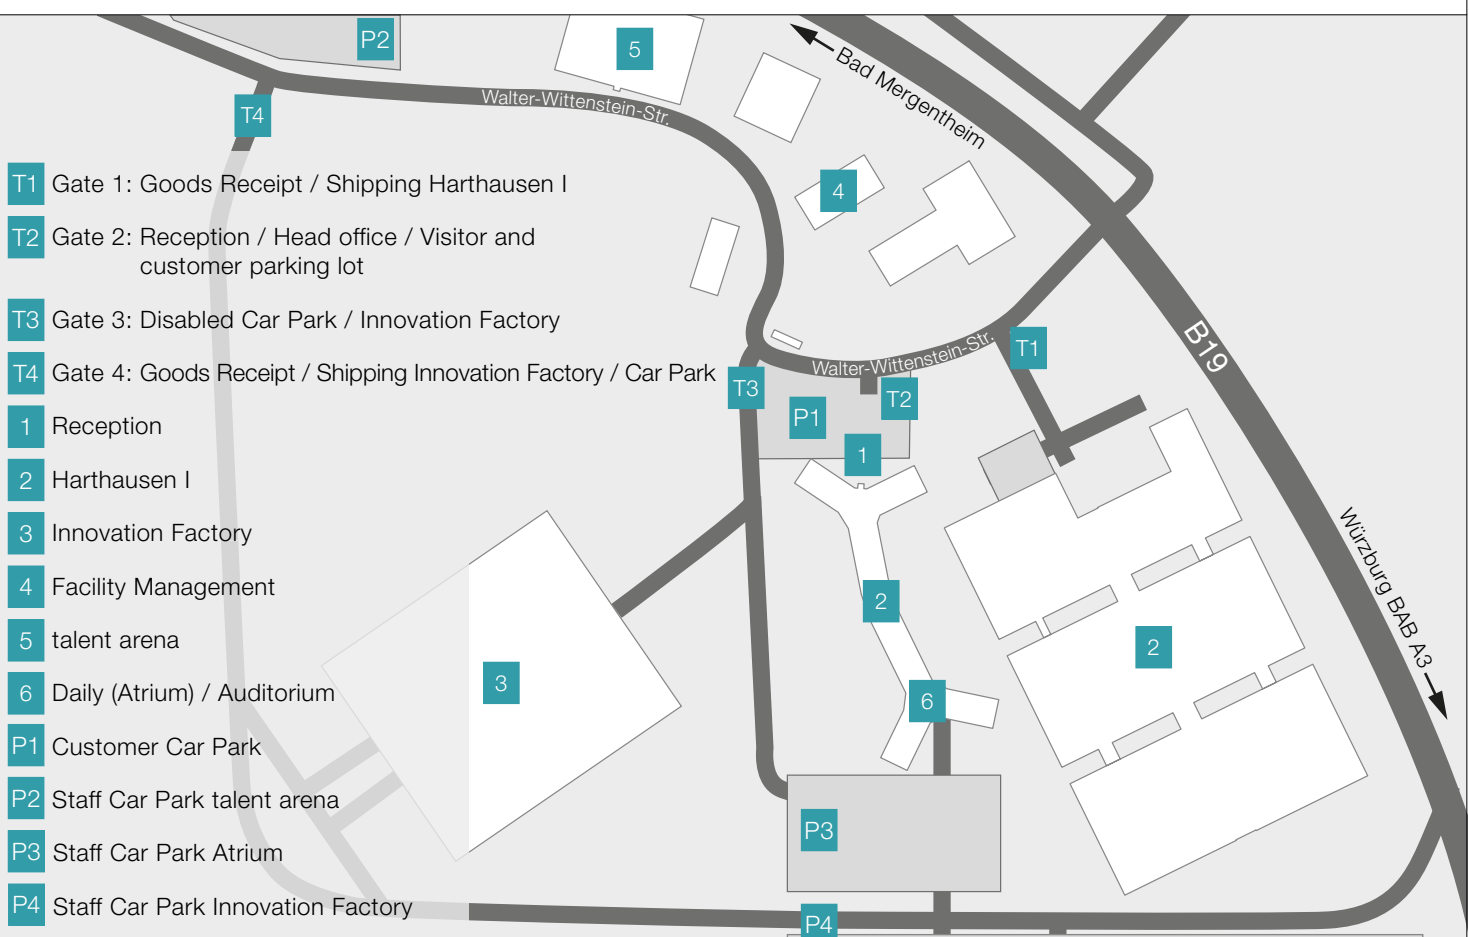 P2
5
Bad Mergentheim
Walter-Wittenstein-Str.
T4
T1 Gate 1: Goods Receipt / Shipping Harthausen I
4
T2 Gate 2: Reception / Head office / Visitor and
customer parking lot
T3 Gate 3: Disabled Car Park / Innovation Factory
B19
T1
Walter-Wittenstein-Str.
T4 Gate 4: Goods Receipt / Shipping Innovation Factory / Car Park
T3
T2
P1
1 Reception
1
2 Harthausen I
3 Innovation Factory
Würzburg BAB A3
4 Facility Management
2
5 talent arena
2
3
6 Daily (Atrium) / Auditorium
6
P1 Customer Car Park
P2 Staff Car Park talent arena
P3
P3 Staff Car Park Atrium
P4 Staff Car Park Innovation Factory
P4